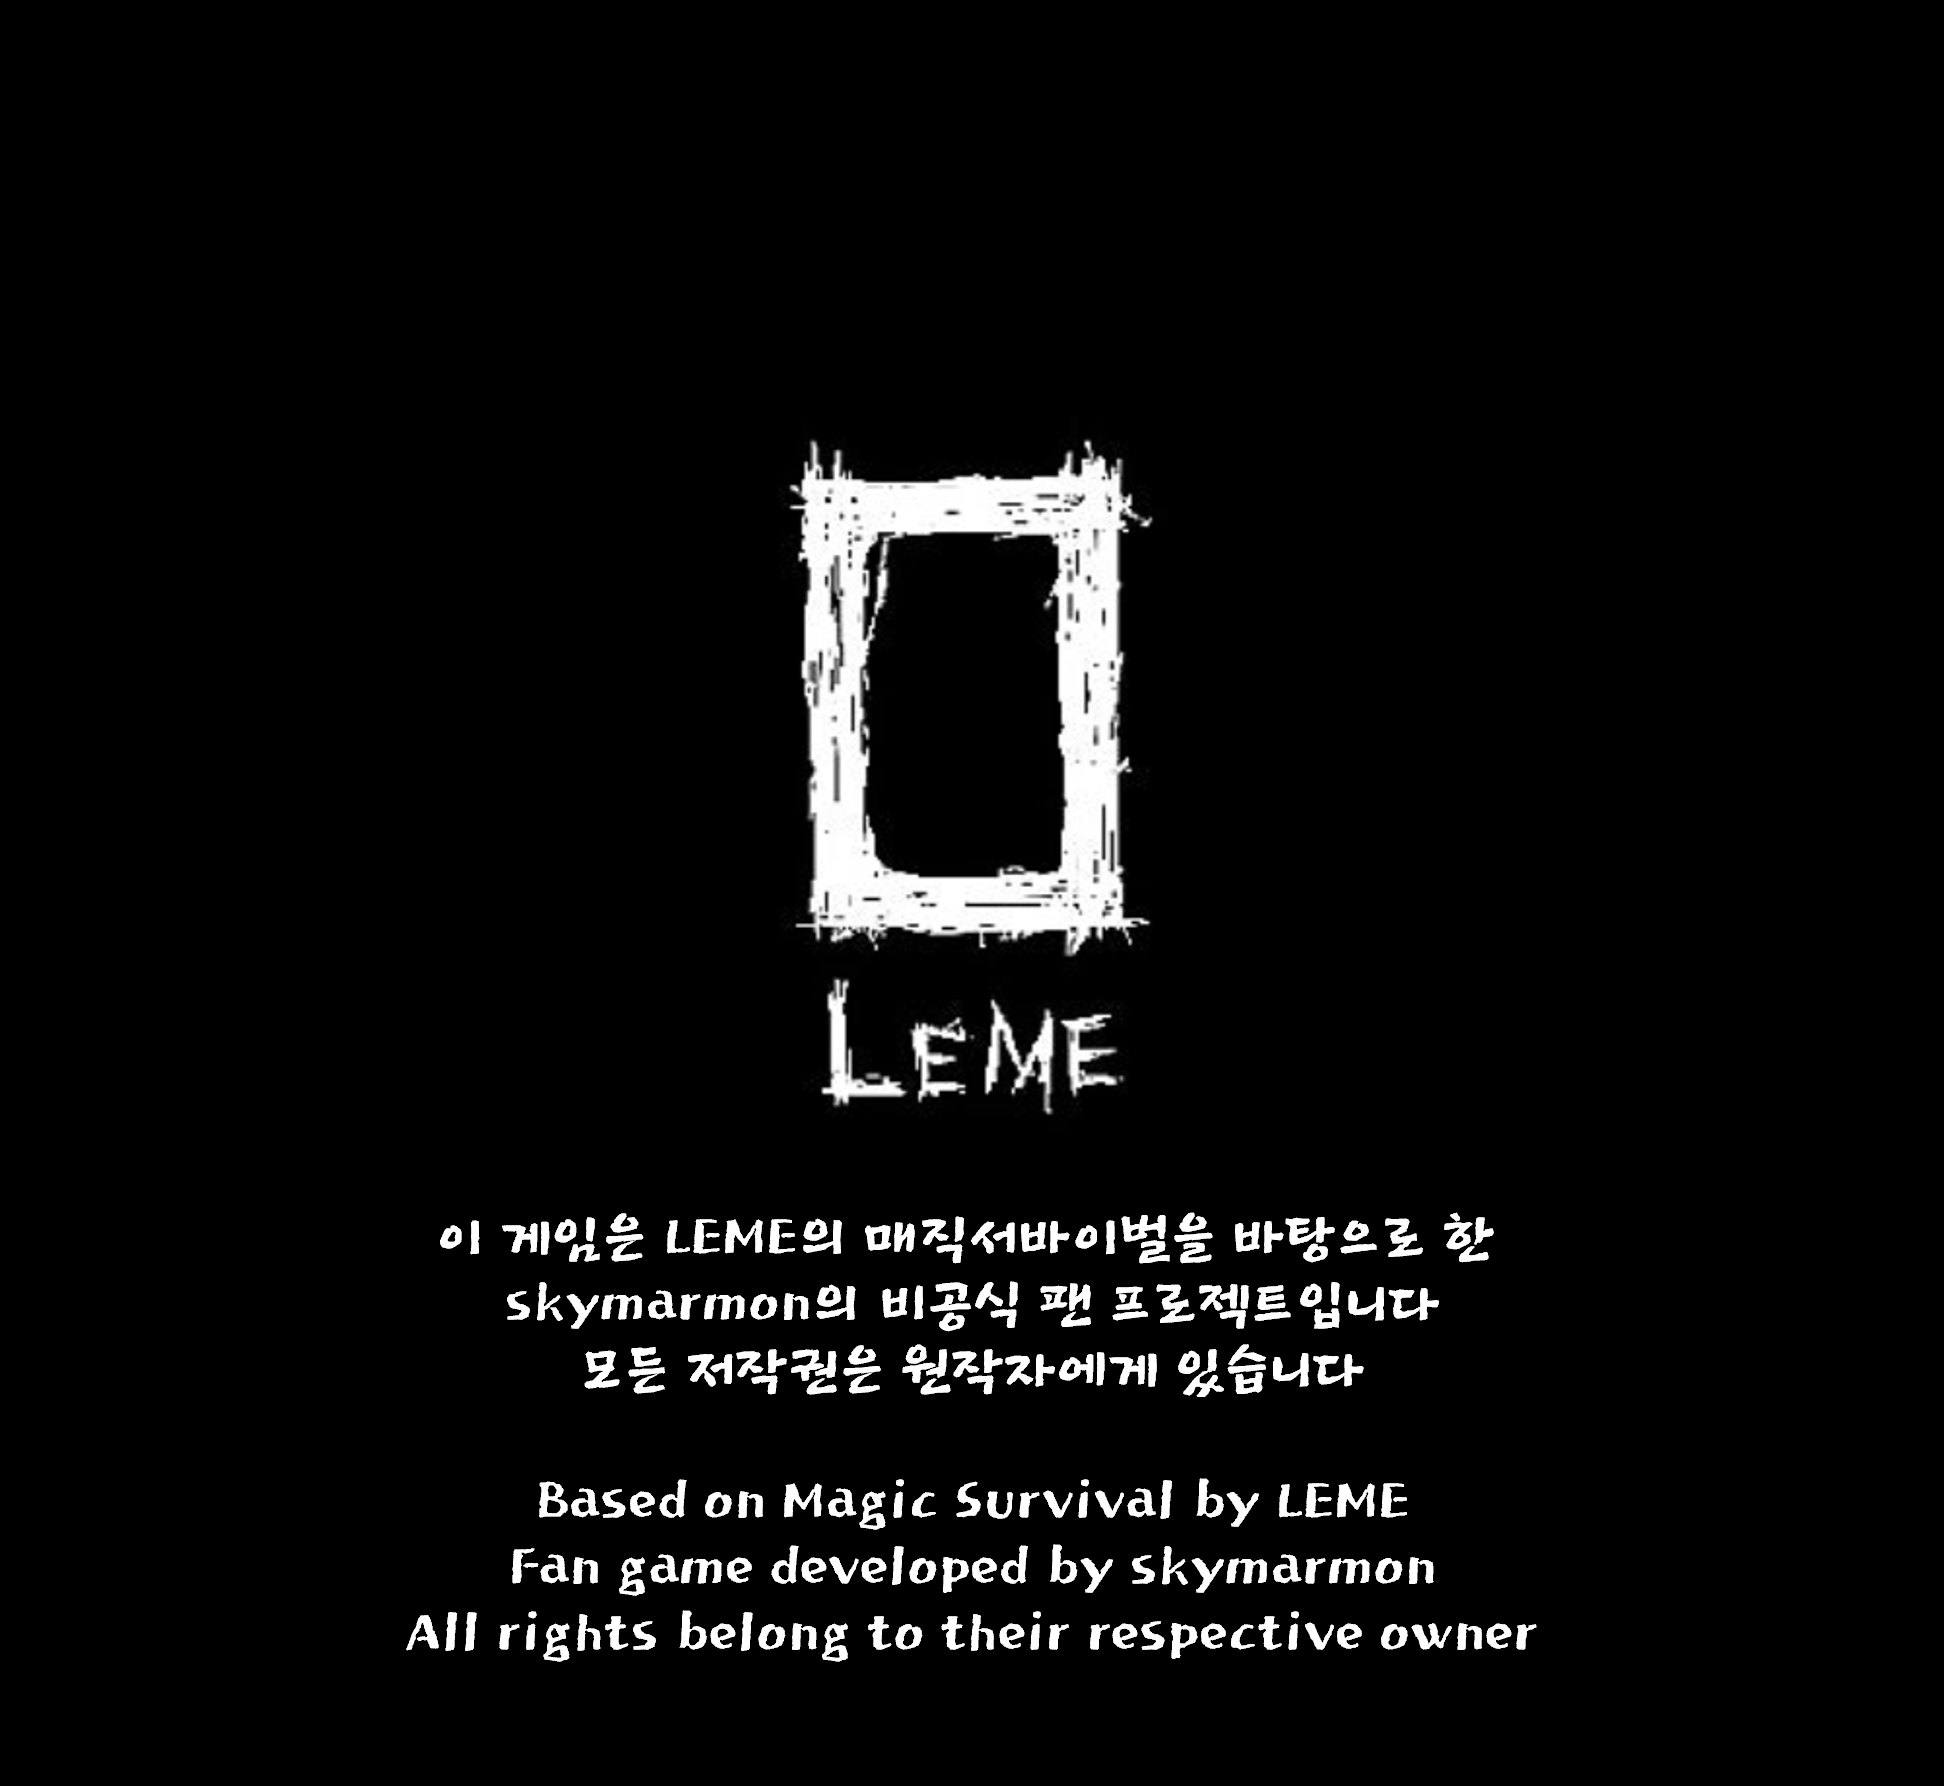 LEME
이 게임은 LEME의 매직서바이벌을 바탕으로 한
skymarmon의 비공식 팬 프로젝트입니다
모든 저작권은 원작자에게 있습니다
Based on Magic Survival by LEME
Fan game developed by skymarmon
All rights belong to their respective owner